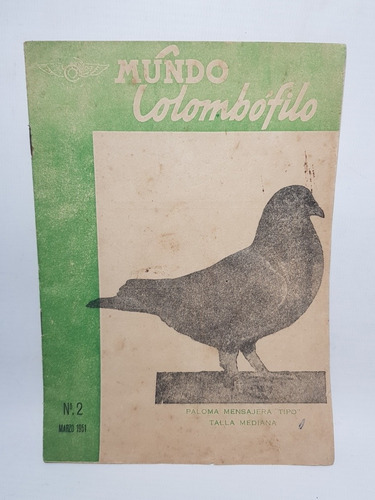 MUNDO
Colombófilo
PALOMA MENSAJERA "TIPO"
TALLA MEDIANA
Nº. 2
MARZO 1951